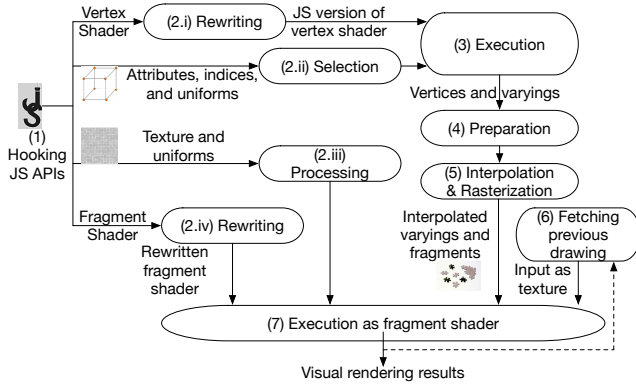 Vertex
Shader
(2.i) Rewriting
JS version of
vertex shader
(3) Execution
Attributes, indices,
and uniforms
(2.ii) Selection
Vertices and varyings
JS
(1)
Hooking
JS APIs
Texture and
uniforms
(2.iii)
Processing
(4) Preparation
(5) Interpolation
& Rasterization
Fragment
Shader
(2.iv) Rewriting
Rewritten
fragment
shader
Interpolated
varyings and
fragments
(6) Fetching
previous
drawing
Input as
texture
(7) Execution as fragment shader
Visual rendering results